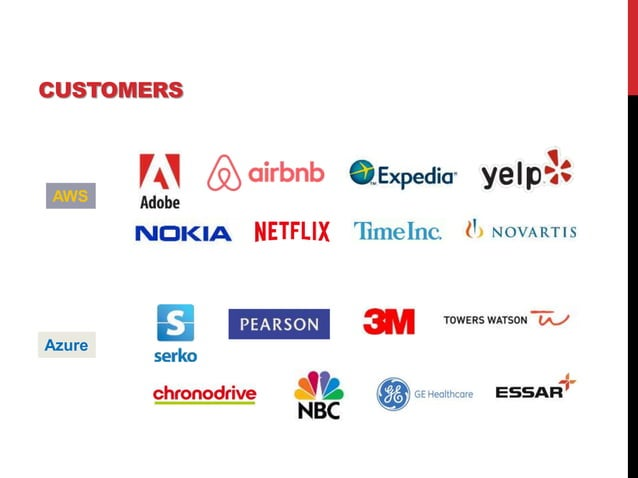 CUSTOMERS
AWS
Adobe
airbnb
Expedia
yelp
NOKIA
NETFLIX
TimeInc.
NOVARTIS
Azure
S
serko
PEARSON
3M
TOWERS WATSON
chronodrive
NBC
GE GE Healthcare
ESSAR